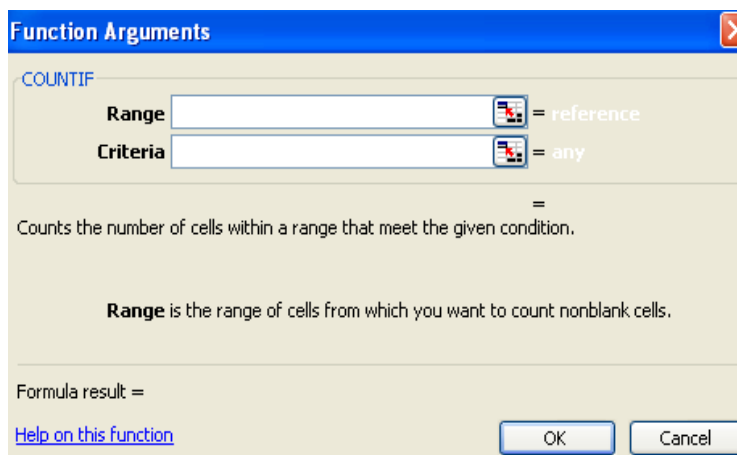 Function Arguments
COUNTIF
Range = reference
Criteria = any
=
Counts the number of cells within a range that meet the given condition.
Range is the range of cells from which you want to count nonblank cells.
Formula result =
Help on this function OK Cancel